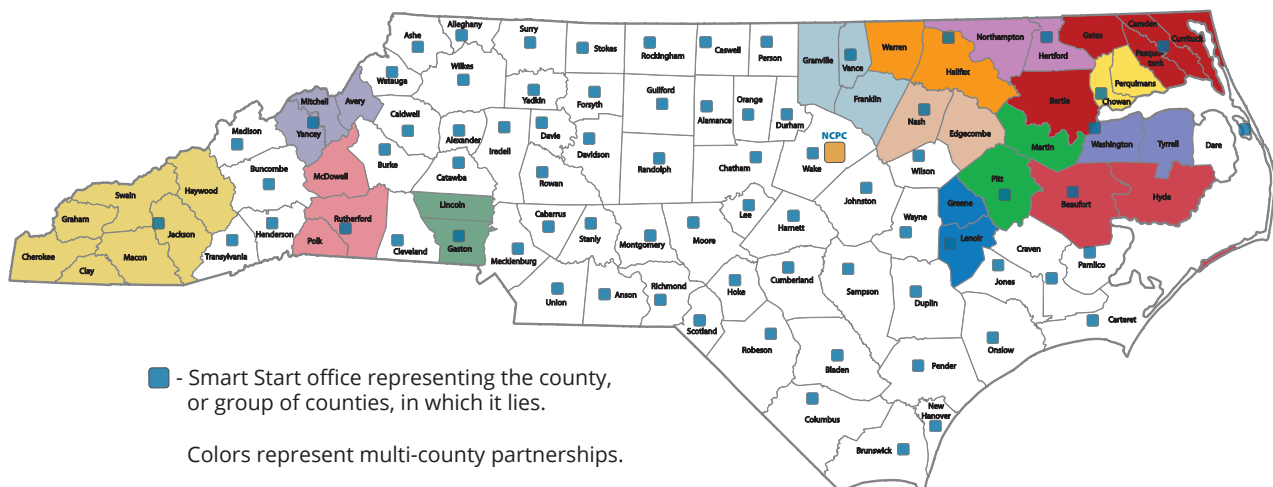 Alleghany
Ashe
Surry
Stokes
Rockingham
Caswell
Person
Granville
Vance
Warren
Halifax
Northampton
Hertford
Gates
Camden
Currituck
Pasquo-
tank
Perquimans
Chowan
Bertie
Watauga
Wilkes
Yadkin
Forsyth
Guilford
Alamance
Orange
Durham
Franklin
Nash
Edgecombe
Martin
Washington
Tyrrell
Dare
Mitchell
Avery
Yancey
Madison
Caldwell
Alexander
Iredell
Davie
Davidson
Randolph
Chatham
NCPC
Wake
Wilson
Pitt
Beaufort
Hyde
Buncombe
McDowell
Burke
Catawba
Rowan
Johnston
Greene
Haywood
Swain
Graham
Jackson
Cherokee
Clay
Macon
Transylvania
Henderson
Rutherford
Polk
Cleveland
Lincoln
Gaston
Mecklenburg
Cabarrus
Stanly
Montgomery
Moore
Lee
Harnett
Wayne
Lenoir
Craven
Pamlico
Jones
Union
Anson
Richmond
Hoke
Cumberland
Sampson
Duplin
Carteret
Scotland
Robeson
Bladen
Pender
Onslow
Columbus
New
Hanover
Brunswick
- Smart Start office representing the county,
or group of counties, in which it lies.
Colors represent multi-county partnerships.